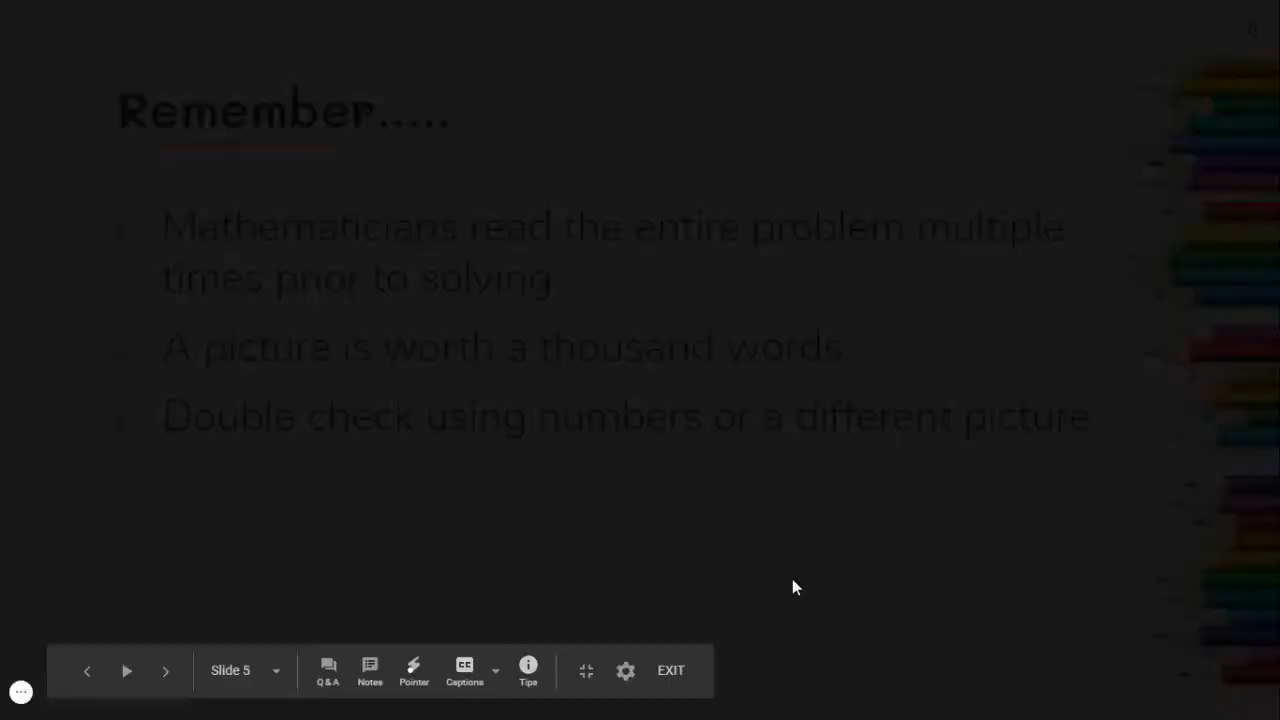 Remember.....
Mathematicians read the entire problem multiple
times prior to solving
A picture is worth a thousand words
Double check using numbers or a different picture
Slide 5
Q&A Notes Pointer Captions Tips
CC
EXIT